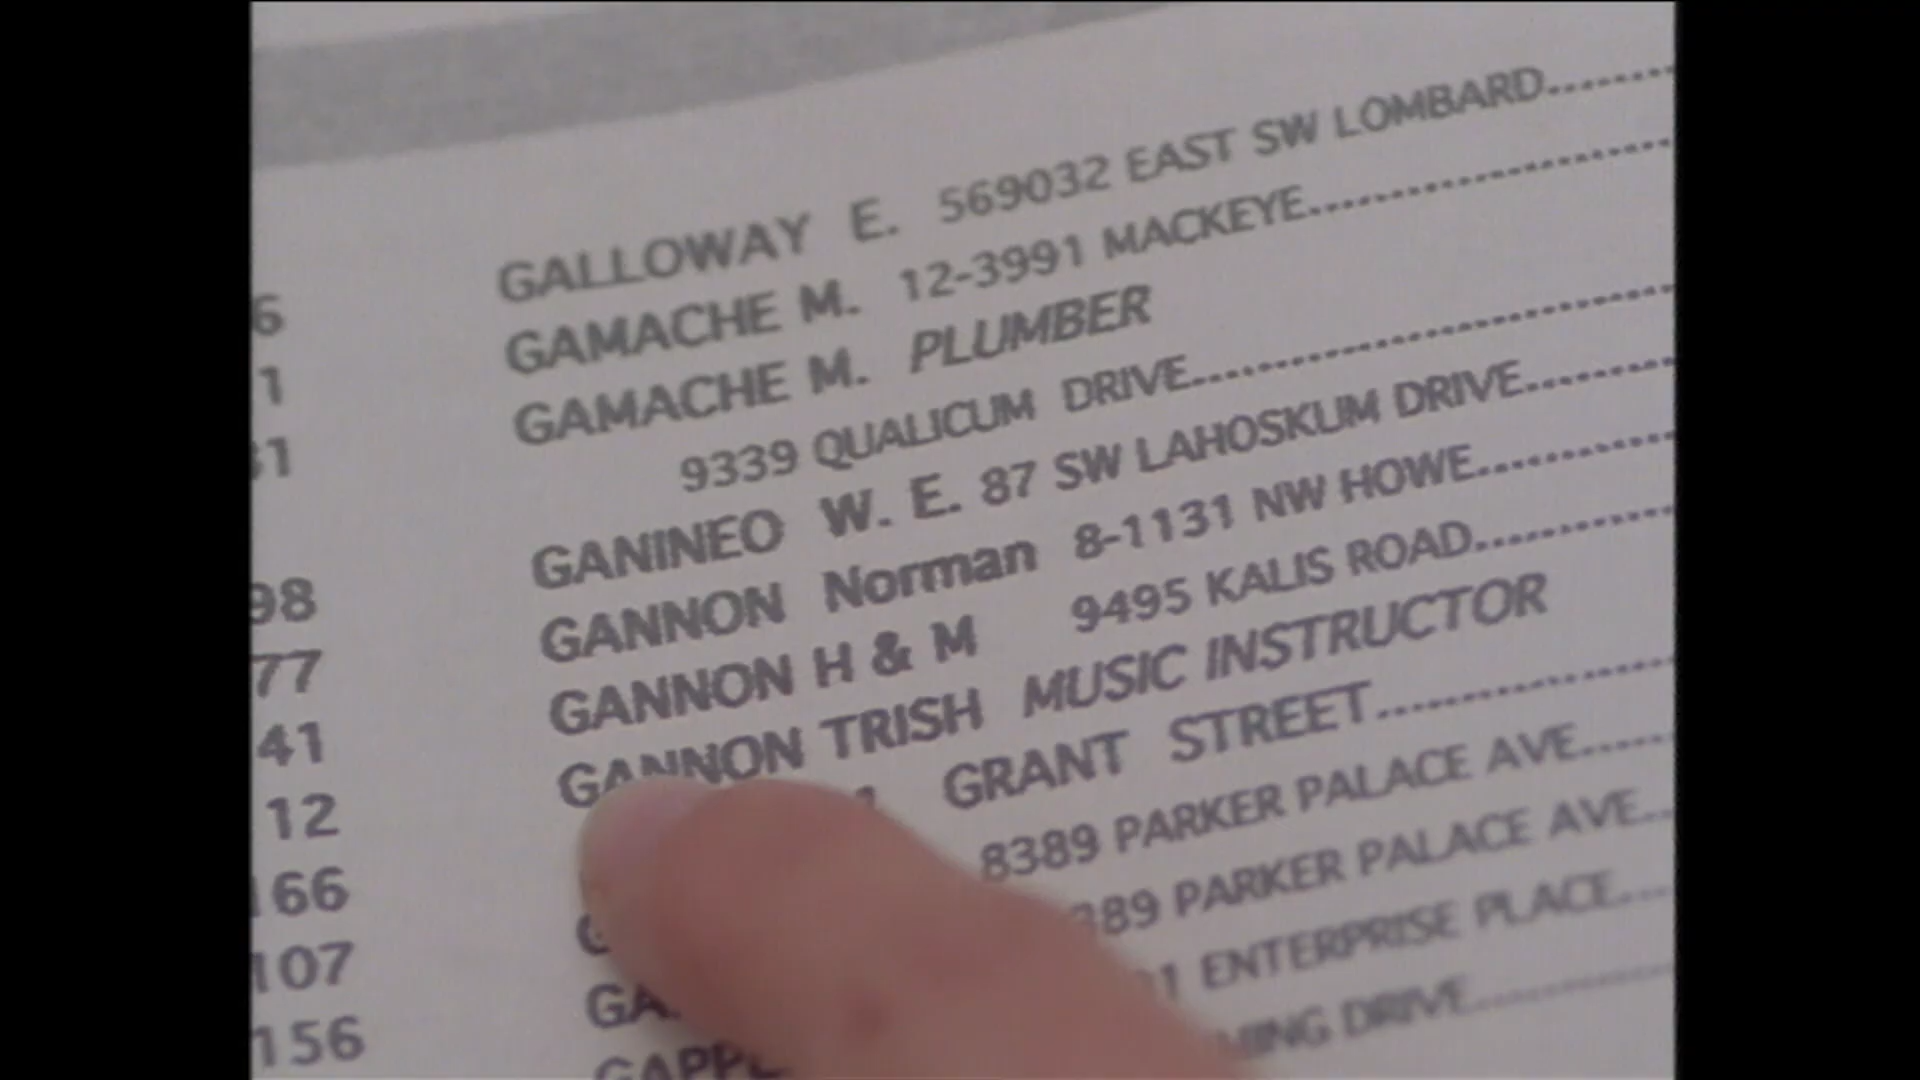 GALLOWAY E. 569032 EAST SW LOMBARD..........
GAMACHE M. 12-3991 MACKEYE..............................
GAMACHE M. PLUMBER
9339 QUALICUM DRIVE........................................
GANINEO W. E. 87 SW LAHOSKUM DRIVE............
GANNON Norman 8-1131 NW HOWE................
GANNON H & M 9495 KALIS ROAD................
GANNON TRISH MUSIC INSTRUCTOR
1 GRANT STREET........................
8389 PARKER PALACE AVE.......
389 PARKER PALACE AVE...
ENTERPRISE PLACE.....
DRIVE.................
6
1
31
98
77
41
12
166
107
156